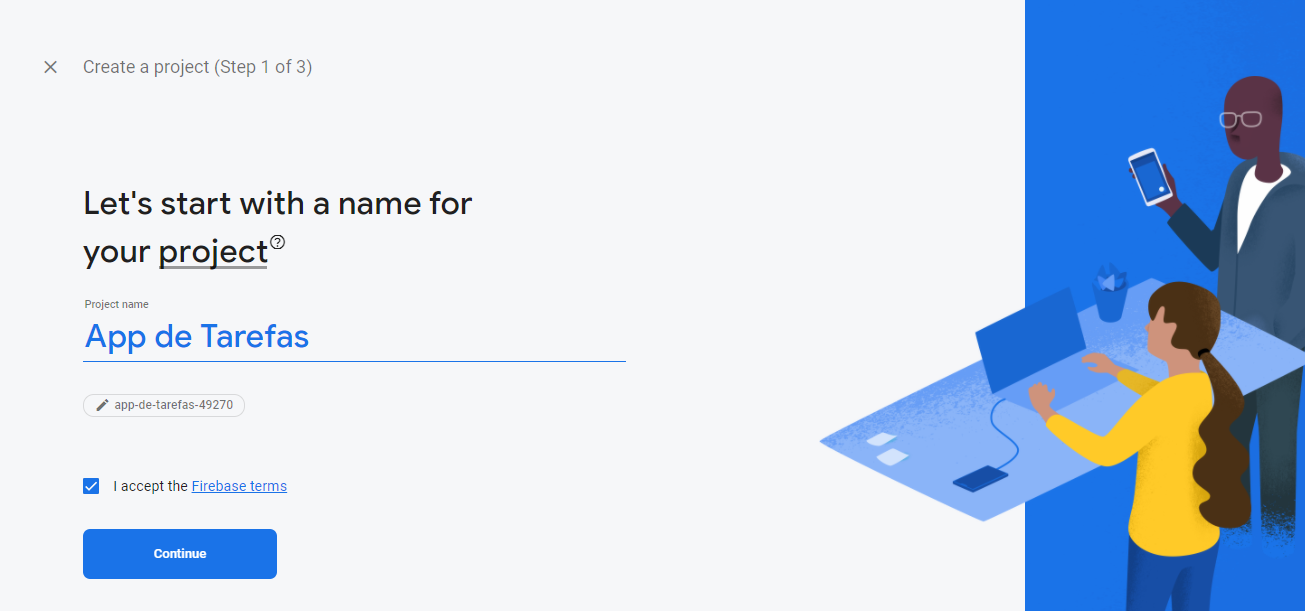 Create a project (Step 1 of 3)
Let's start with a name for
your project
Project name
App de Tarefas
app-de-tarefas-49270
I accept the Firebase terms
Continue